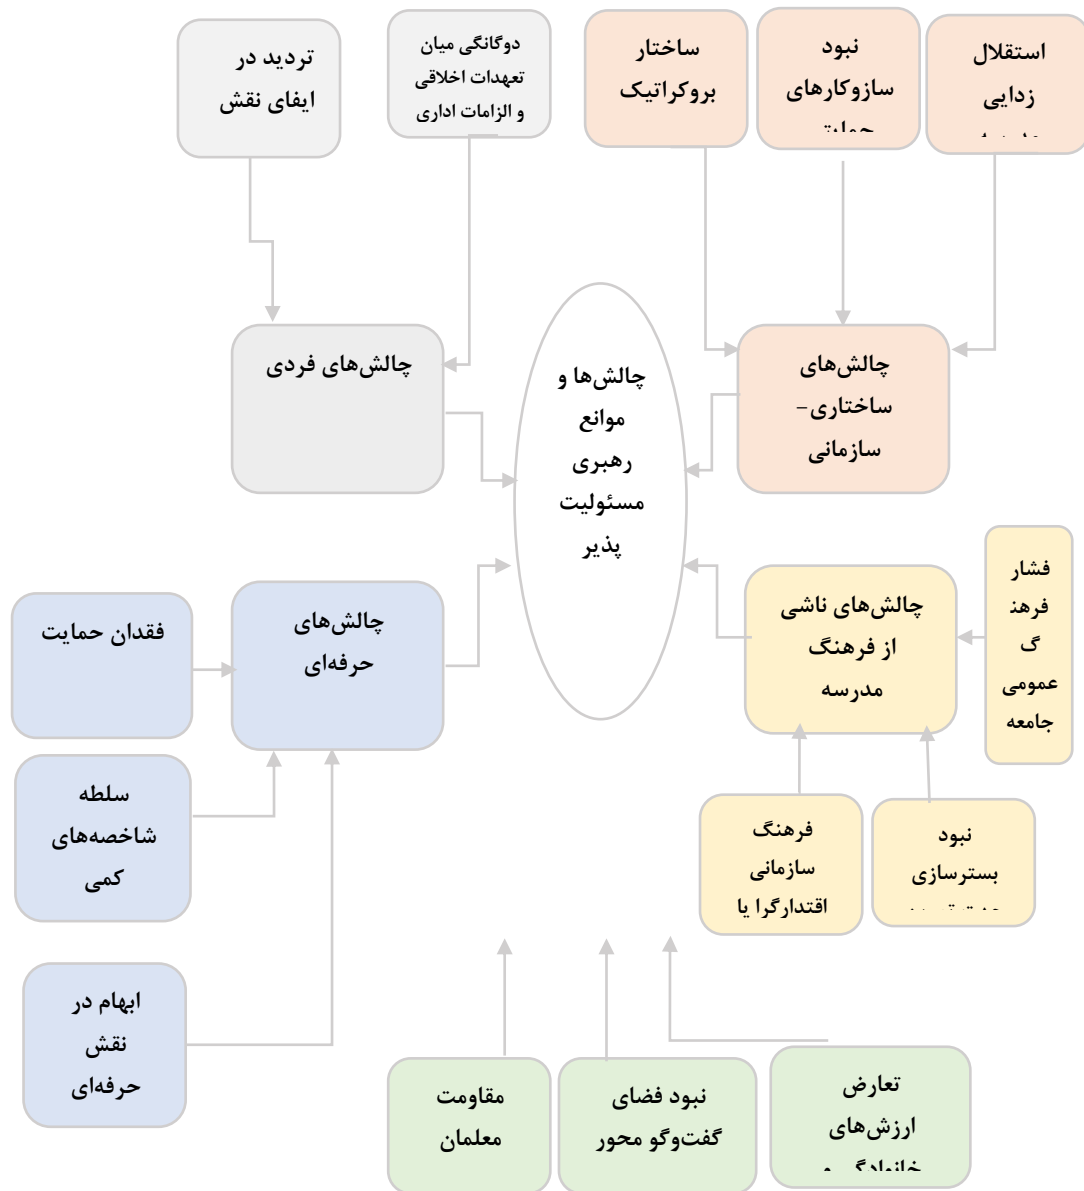 استقلال
زدایی
نبود
سازوکارهای
ساختار
بروکراتیک
دوگانگی میان
تعهدات اخلاقی
و الزامات اداری
تردید در
ایفای نقش
چالش‌های
ساختاری-
سازمانی
چالش‌ها و
موانع
رهبری
مسئولیت
پذیر
چالش‌های فردی
فشار
فرهنـ
گ
عمومی
جامعه
چالش‌های ناشی
از فرهنگ
مدرسه
چالش‌های
حرفه‌ای
فقدان حمایت
نبود
بسترسازی
فرهنگ
سازمانی
اقتدارگرا یا
سلطه
شاخصه‌های
کمی
ابهام در
نقش
حرفه‌ای
تعارض
ارزش‌های
نبود فضای
گفت‌وگو محور
مقاومت
معلمان